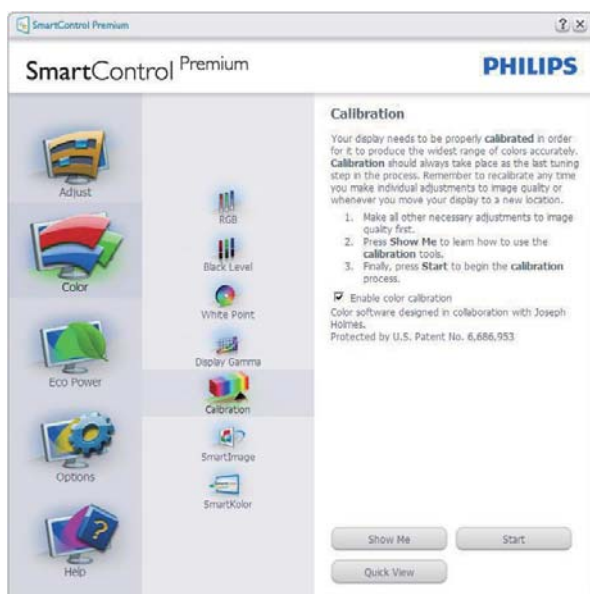 SmartControl Premium
SmartControl Premium
PHILIPS
Adjust
Color
Eco Power
Options
Help
RGB
Black Level
White Point
Display Gamma
Calibration
SmartImage
SmartKolor
Calibration
Your display needs to be properly calibrated in order
for it to produce the widest range of colors accurately.
Calibration should always take place as the last tuning
step in the process. Remember to recalibrate any time
you make individual adjustments to image quality or
whenever you move your display to a new location.
1. Make all other necessary adjustments to image
quality first.
2. Press Show Me to learn how to use the
calibration tools.
3. Finally, press Start to begin the calibration
process.
Enable color calibration
Color software designed in collaboration with Joseph
Holmes.
Protected by U.S. Patent No. 6,686,953
Show Me
Start
Quick View